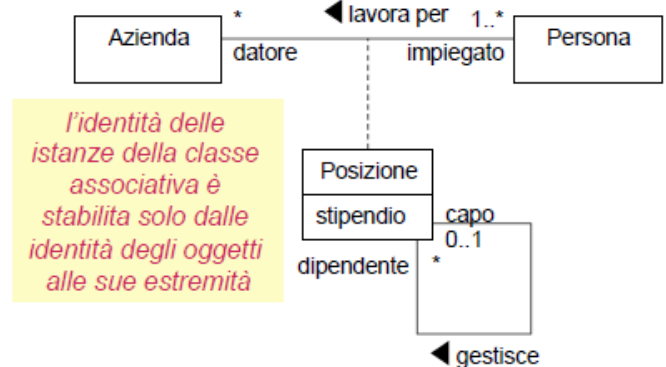 * ◀ lavora per 1..*
Azienda
Persona
datore
impiegato
l'identità delle
istanze della classe
associativa è
stabilita solo dalle
identità degli oggetti
alle sue estremità
Posizione
stipendio
capo
0..1
dipendente
*
◀ gestisce